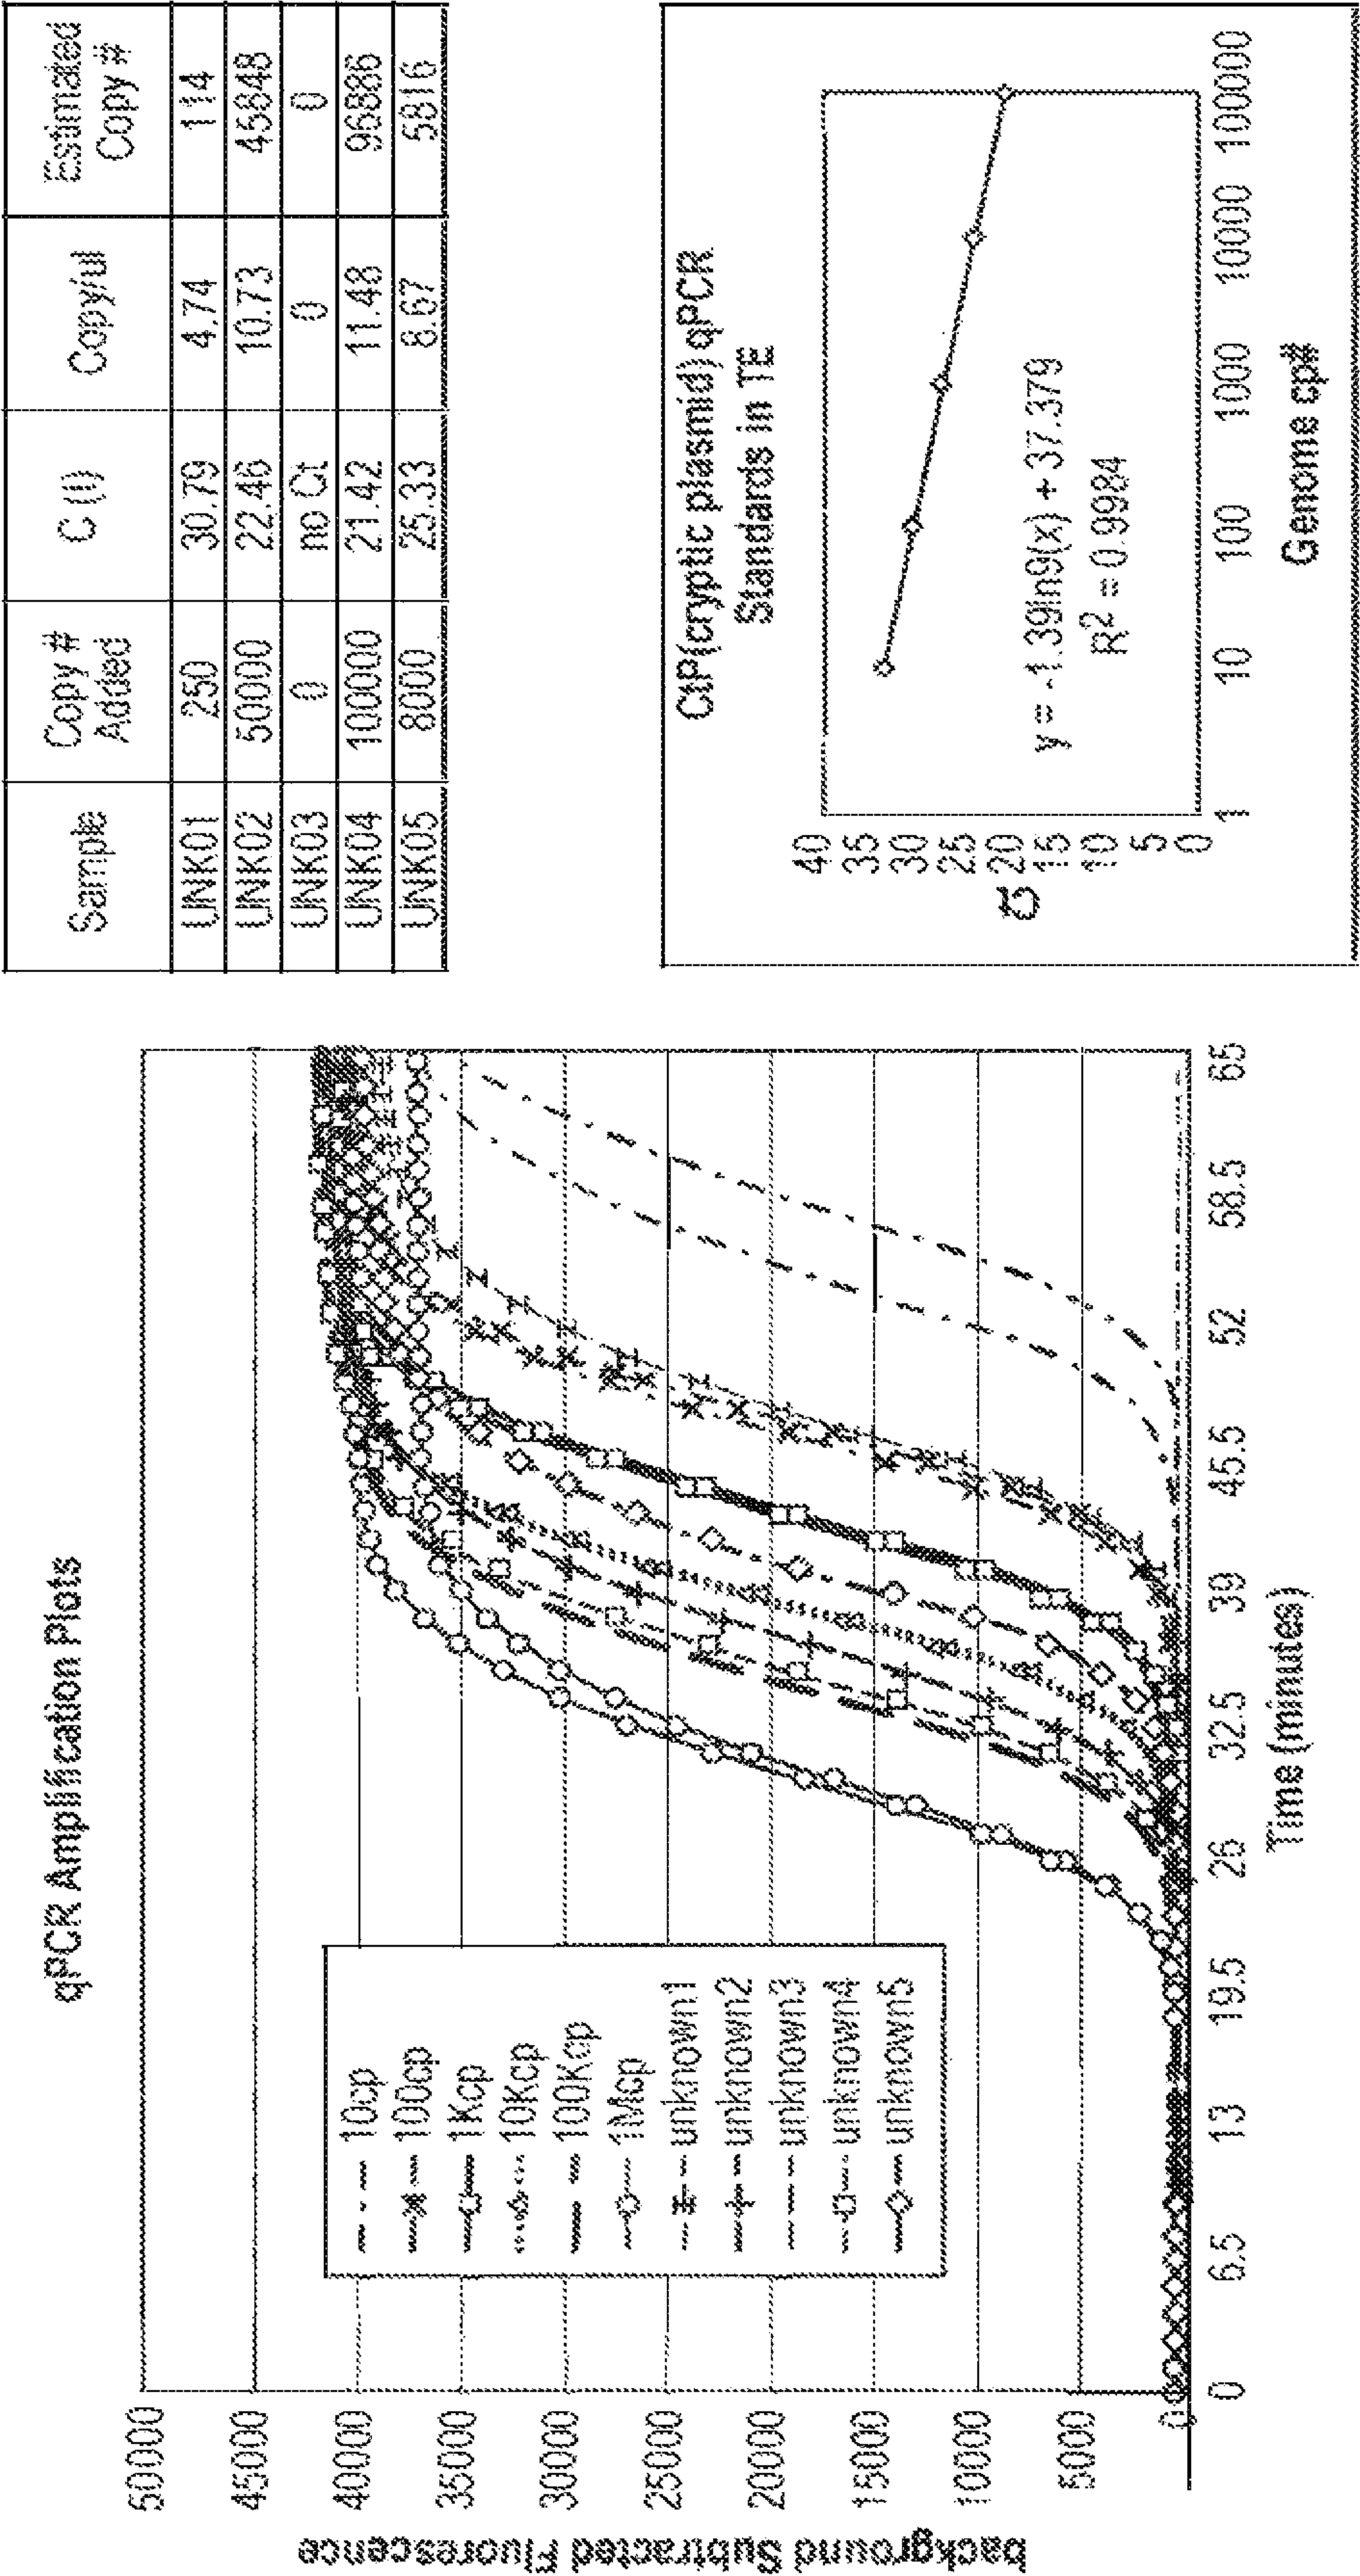 qPCR Amplification Plots
background Subtracted Fluorescence
50000
45000
40000
35000
30000
25000
20000
15000
10000
5000
0
10cp
100cp
1Kcp
10Kcp
100Kcp
1Mcp
unknown1
unknown2
unknown3
unknown4
unknown5
0 6.5 13 19.5 26 32.5 39 45.5 52 58.5 65
Time (minutes)
Sample Copy # Added C (t) Copy/ul Estimated Copy #
UNK01 250 30.79 4.74 114
UNK02 50000 22.46 10.73 45848
UNK03 0 no Ct 0 0
UNK04 100000 21.42 11.48 96886
UNK05 8000 25.33 8.67 5816
CtP(cryptic plasmid) qPCR
Standards in TE
Ct
40
35
30
25
20
15
10
5
0
y = -1.39ln9(x) + 37.379
R² = 0.9984
1 10 100 1000 10000 100000
Genome cp#